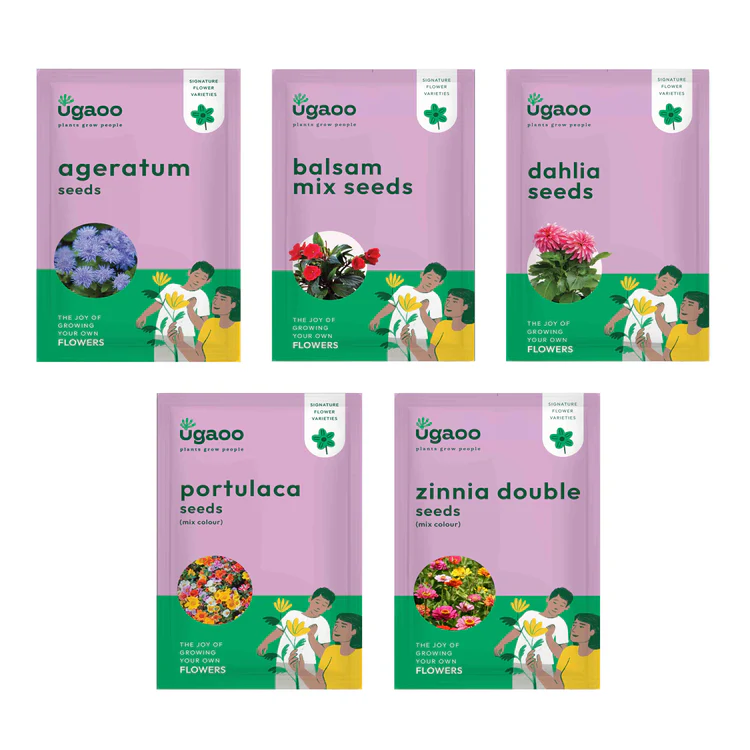 ugaoo
plants grow people
SIGNATURE
FLOWER
VARIETIES
ageratum
seeds
THE JOY OF
GROWING
YOUR OWN
FLOWERS
ugaoo
plants grow people
SIGNATURE
FLOWER
VARIETIES
balsam
mix seeds
THE JOY OF
GROWING
YOUR OWN
FLOWERS
ugaoo
plants grow people
SIGNATURE
FLOWER
VARIETIES
dahlia
seeds
THE JOY OF
GROWING
YOUR OWN
FLOWERS
ugaoo
plants grow people
SIGNATURE
FLOWER
VARIETIES
portulaca
seeds
(mix colour)
THE JOY OF
GROWING
YOUR OWN
FLOWERS
ugaoo
plants grow people
SIGNATURE
FLOWER
VARIETIES
zinnia double
seeds
(mix colour)
THE JOY OF
GROWING
YOUR OWN
FLOWERS